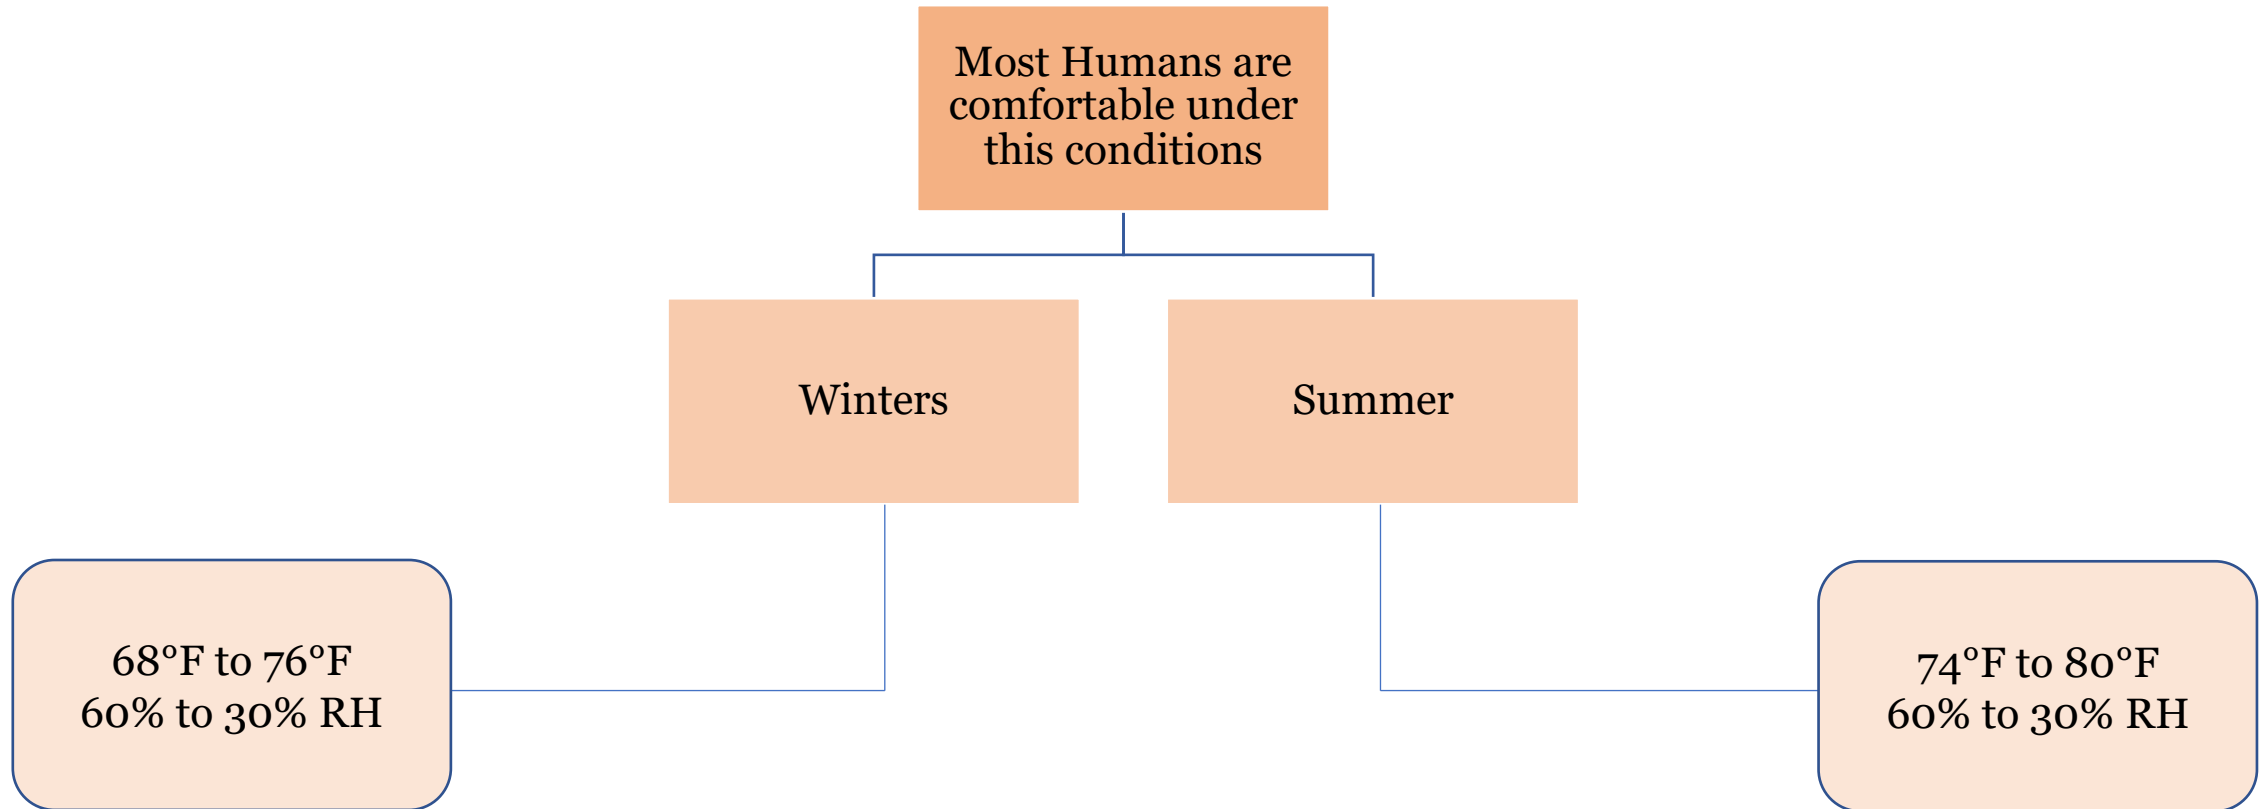 Most Humans are
comfortable under
this conditions
Winters
Summer
68°F to 76°F
60% to 30% RH
74°F to 80°F
60% to 30% RH